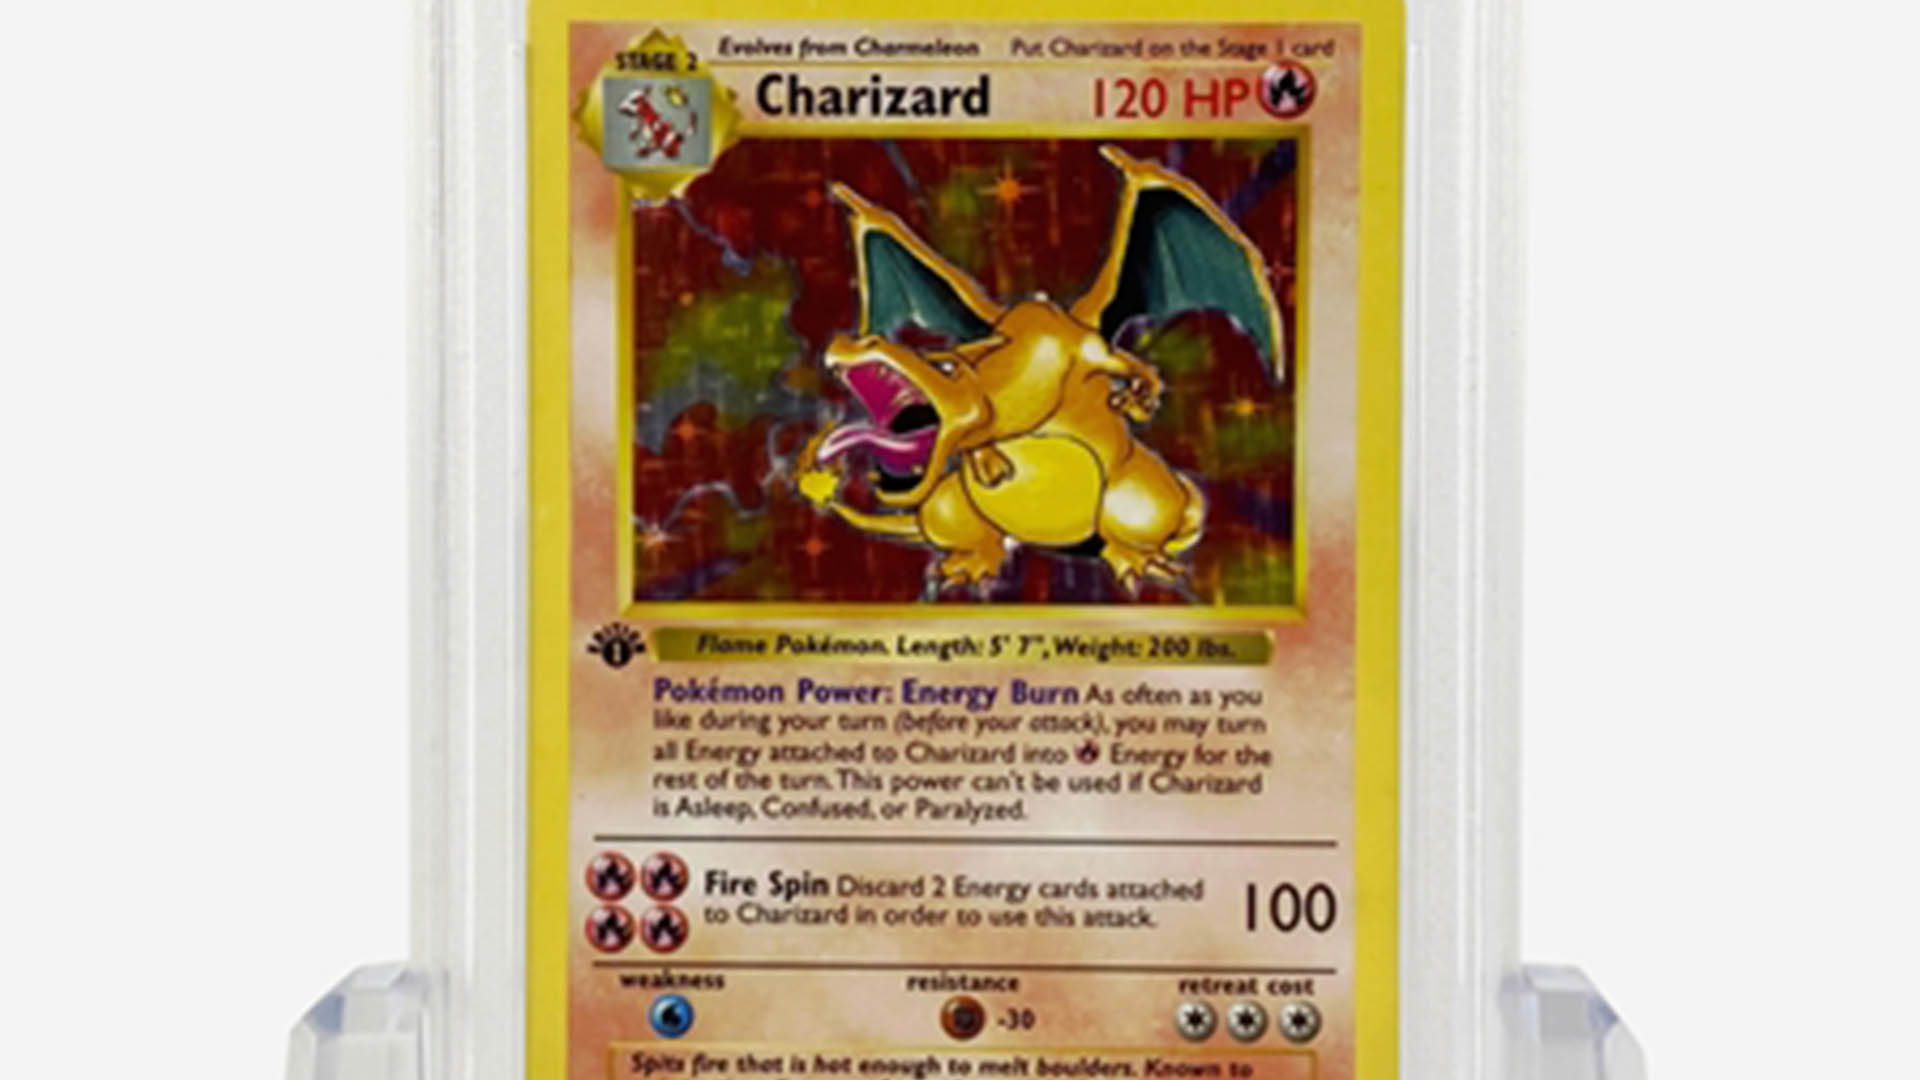 Evolves from Charmeleon Put Charizard on the Stage 1 card
STAGE 2
Charizard 120 HP
EDITION
1
Flame Pokémon. Length: 5' 7", Weight: 200 lbs.
Pokémon Power: Energy Burn As often as you
like during your turn (before your attack), you may turn
all Energy attached to Charizard into Energy for the
rest of the turn. This power can't be used if Charizard
is Asleep, Confused, or Paralyzed.
Fire Spin Discard 2 Energy cards attached
to Charizard in order to use this attack.
100
weakness resistance retreat cost
-30
Spits fire that is hot enough to melt boulders. Known to